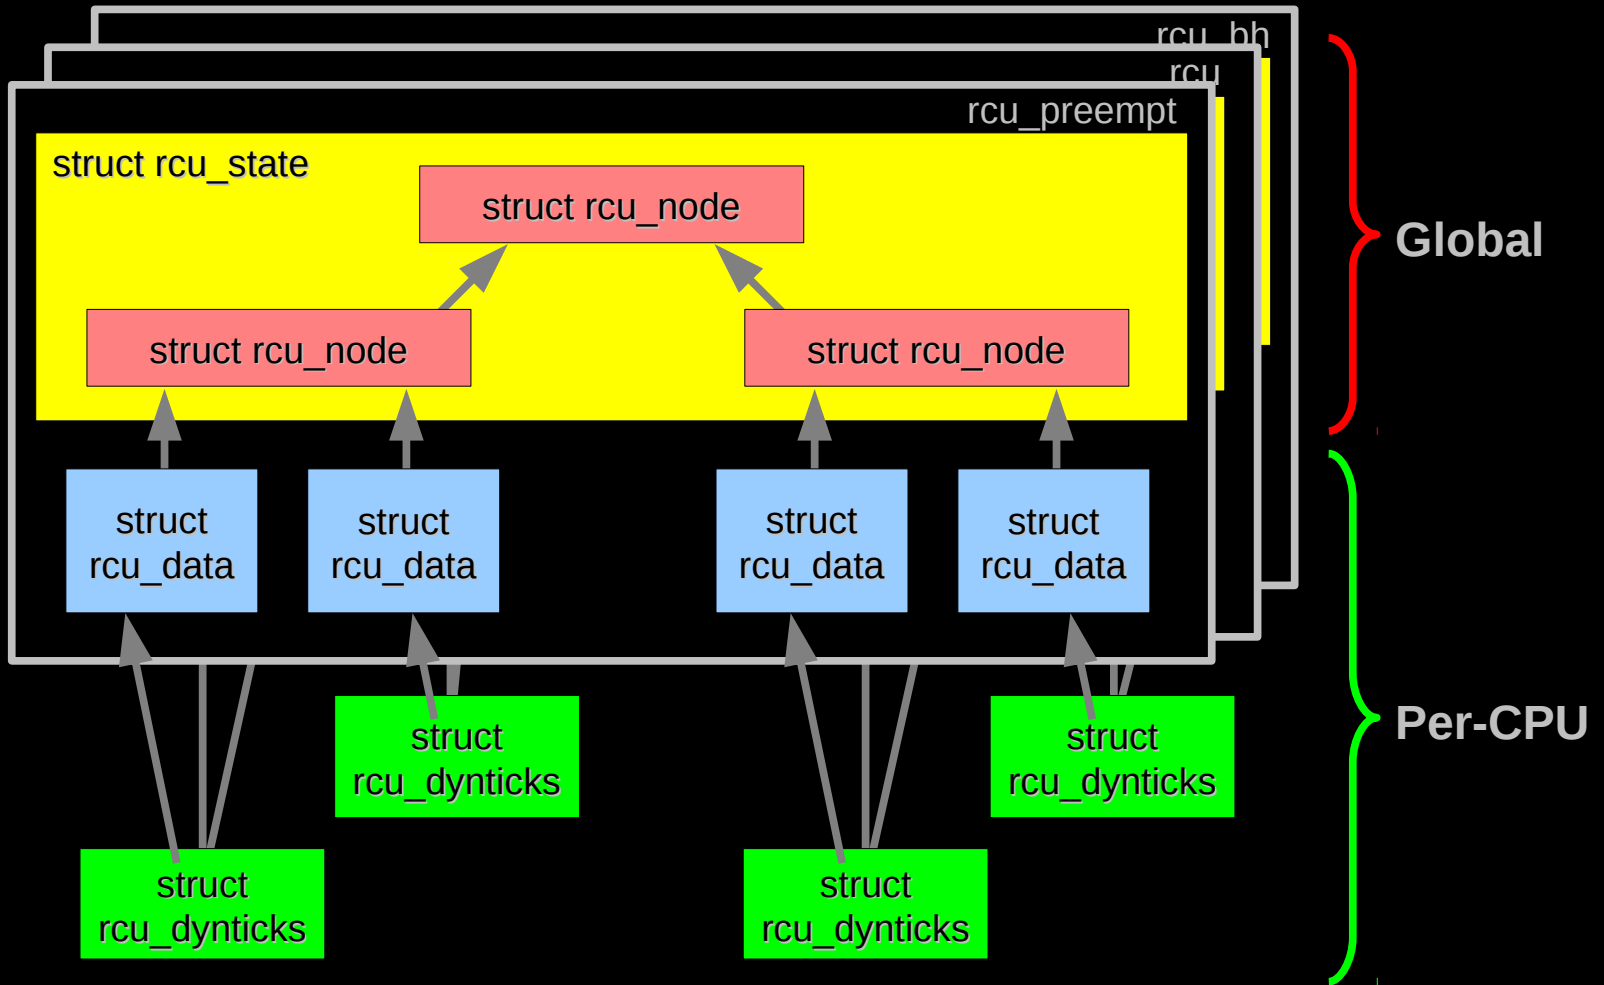 rcu_bh
rcu
rcu_preempt
struct rcu_state
struct rcu_node
struct rcu_node
struct rcu_node
Global
struct
rcu_data
struct
rcu_data
struct
rcu_data
struct
rcu_data
struct
rcu_dynticks
struct
rcu_dynticks
Per-CPU
struct
rcu_dynticks
struct
rcu_dynticks